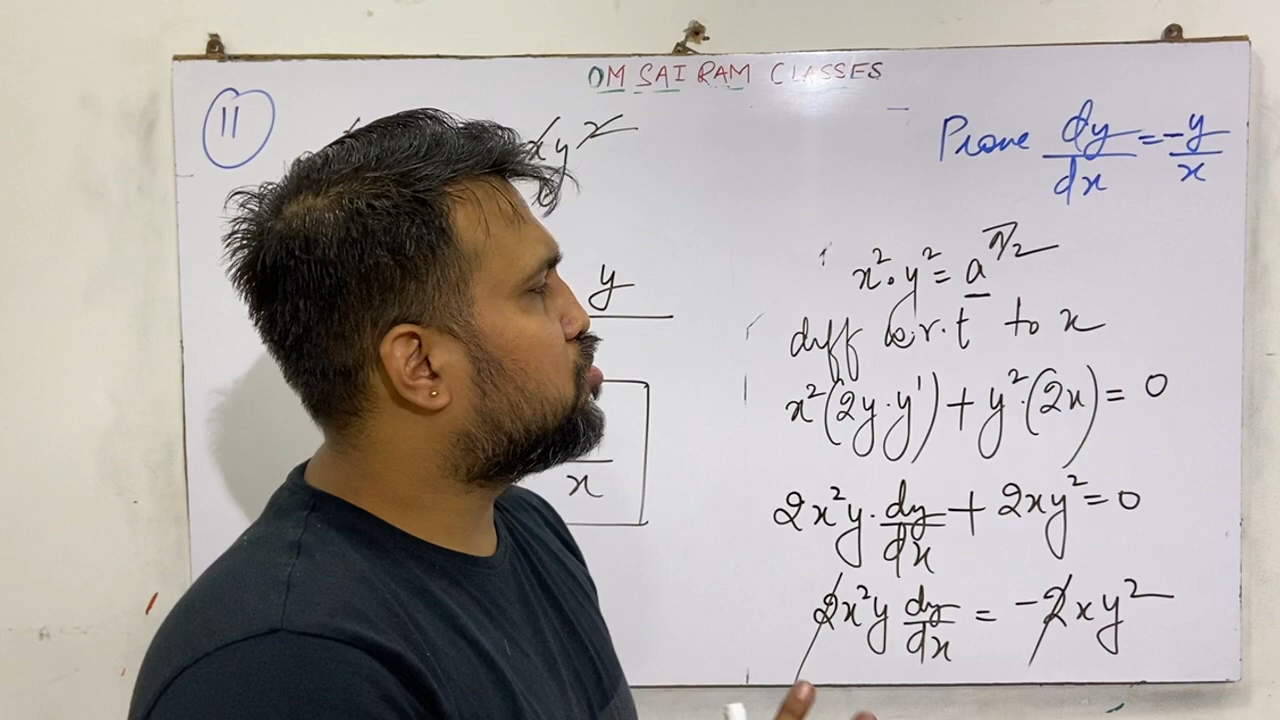 OM SAI RAM CLASSES
11
Prove dy/dx = -y/x
xy²
y
x
x²·y² = a^π/2
diff w.r.t to x
x²(2y·y') + y²·(2x) = 0
2x²y·dy/dx + 2xy² = 0
2x²y dy/dx = -2xy²